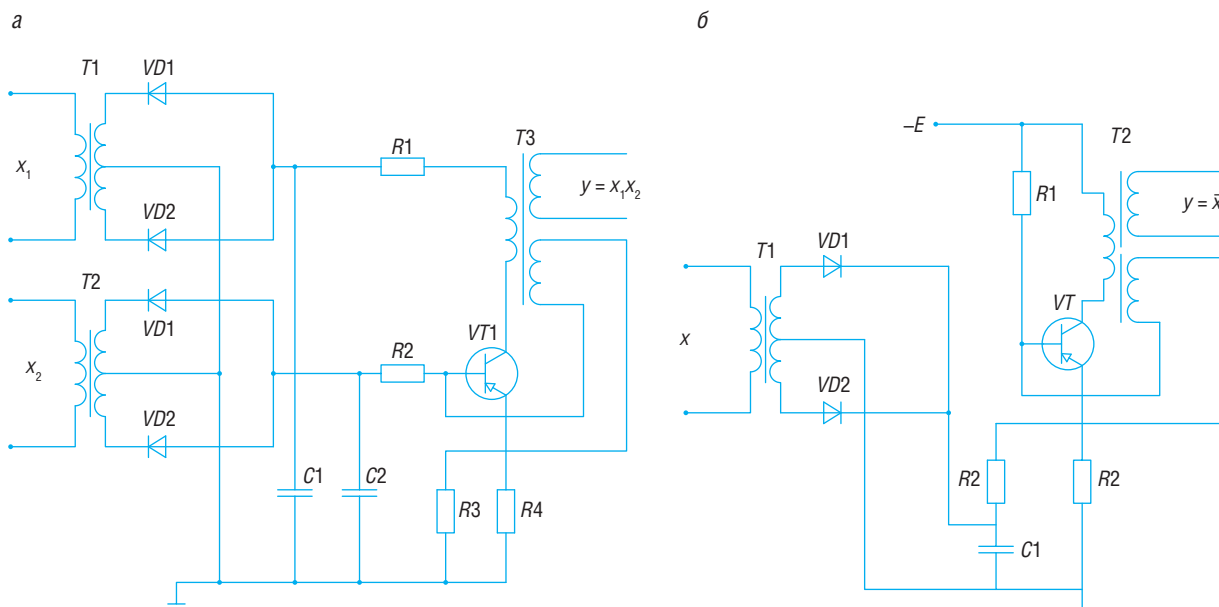 а
T1
VD1
x₁
VD2
T2
VD1
x₂
VD2
R1
T3
y = x₁x₂
VT1
R2
C1
C2
R3
R4
б
–E
T2
R1
y = x̄
T1
VD1
VT
x
VD2
R2
R2
C1